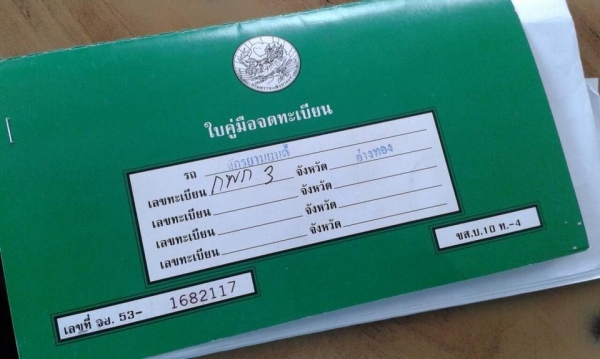 ใบคู่มือจดทะเบียน
รถ จักรยานยนต์
เลขทะเบียน กพก 3 จังหวัด อ่างทอง
เลขทะเบียน จังหวัด
เลขทะเบียน จังหวัด
เลขทะเบียน จังหวัด
ขส.บ.10 ท.-4
เลขที่ จย. 53- 1682117